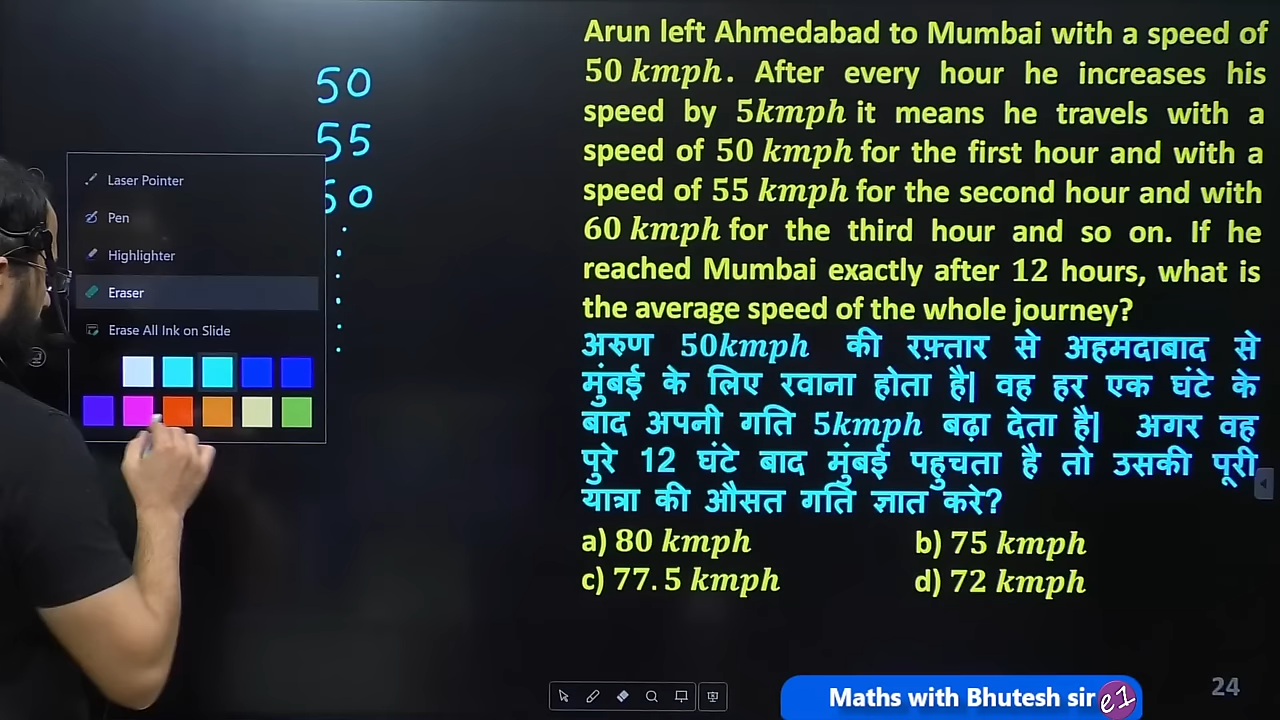 50
55
60
Laser Pointer
Pen
Highlighter
Eraser
Erase All Ink on Slide
Arun left Ahmedabad to Mumbai with a speed of
50 kmph. After every hour he increases his
speed by 5kmph it means he travels with a
speed of 50 kmph for the first hour and with a
speed of 55 kmph for the second hour and with
60 kmph for the third hour and so on. If he
reached Mumbai exactly after 12 hours, what is
the average speed of the whole journey?
अरुण 50kmph की रफ़्तार से अहमदाबाद से
मुंबई के लिए रवाना होता है| वह हर एक घंटे के
बाद अपनी गति 5kmph बढ़ा देता है| अगर वह
पुरे 12 घंटे बाद मुंबई पहुचता है तो उसकी पूरी
यात्रा की औसत गति ज्ञात करे?
a) 80 kmph b) 75 kmph
c) 77.5 kmph d) 72 kmph
Maths with Bhutesh sir e1
24